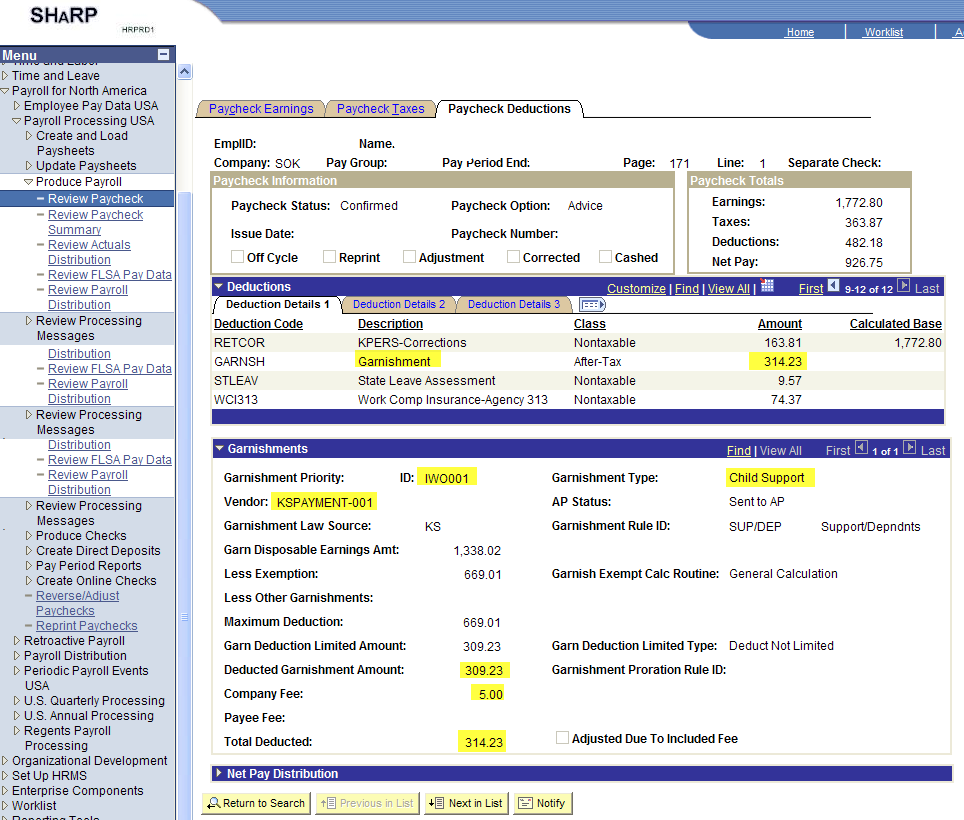 SHARP
HRPRD1
Home
Worklist
Menu
Time and Labor
Time and Leave
Payroll for North America
Employee Pay Data USA
Payroll Processing USA
Create and Load
Paysheets
Update Paysheets
Produce Payroll
Review Paycheck
Review Paycheck
Summary
Review Actuals
Distribution
Review FLSA Pay Data
Review Payroll
Distribution
Review Processing
Messages
Distribution
Review FLSA Pay Data
Review Payroll
Distribution
Review Processing
Messages
Distribution
Review FLSA Pay Data
Review Payroll
Distribution
Review Processing
Messages
Produce Checks
Create Direct Deposits
Pay Period Reports
Create Online Checks
Reverse/Adjust
Paychecks
Reprint Paychecks
Retroactive Payroll
Payroll Distribution
Periodic Payroll Events
USA
U.S. Quarterly Processing
U.S. Annual Processing
Regents Payroll
Processing
Organizational Development
Set Up HRMS
Enterprise Components
Worklist
Reporting Tools
Paycheck Earnings Paycheck Taxes Paycheck Deductions
EmplID: Name.
Company: SOK Pay Group: Pay Period End: Page: 171 Line: 1 Separate Check:
Paycheck Information
Paycheck Status: Confirmed Paycheck Option: Advice
Issue Date: Paycheck Number:
Off Cycle Reprint Adjustment Corrected Cashed
Paycheck Totals
Earnings: 1,772.80
Taxes: 363.87
Deductions: 482.18
Net Pay: 926.75
Deductions Customize | Find | View All | First 9-12 of 12 Last
Deduction Details 1 Deduction Details 2 Deduction Details 3
Deduction Code Description Class Amount Calculated Base
RETCOR KPERS-Corrections Nontaxable 163.81 1,772.80
GARNSH Garnishment After-Tax 314.23
STLEAV State Leave Assessment Nontaxable 9.57
WCI313 Work Comp Insurance-Agency 313 Nontaxable 74.37
Garnishments Find | View All First 1 of 1 Last
Garnishment Priority: ID: IWO001 Garnishment Type: Child Support
Vendor: KSPAYMENT-001 AP Status: Sent to AP
Garnishment Law Source: KS Garnishment Rule ID: SUP/DEP Support/Depndnts
Garn Disposable Earnings Amt: 1,338.02
Less Exemption: 669.01 Garnish Exempt Calc Routine: General Calculation
Less Other Garnishments:
Maximum Deduction: 669.01
Garn Deduction Limited Amount: 309.23 Garn Deduction Limited Type: Deduct Not Limited
Deducted Garnishment Amount: 309.23 Garnishment Proration Rule ID:
Company Fee: 5.00
Payee Fee:
Total Deducted: 314.23 Adjusted Due To Included Fee
Net Pay Distribution
Return to Search Previous in List Next in List Notify